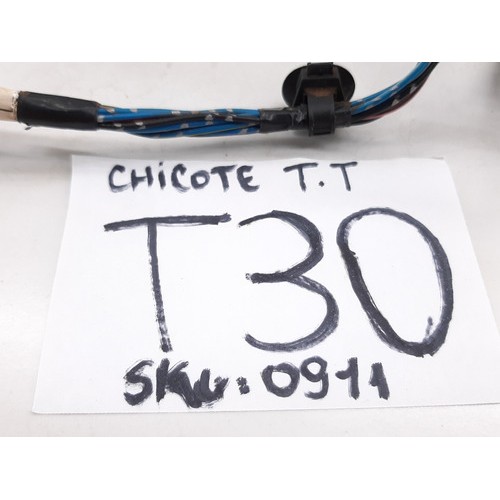 CHICOTE T.T
T30
SKU: 0911